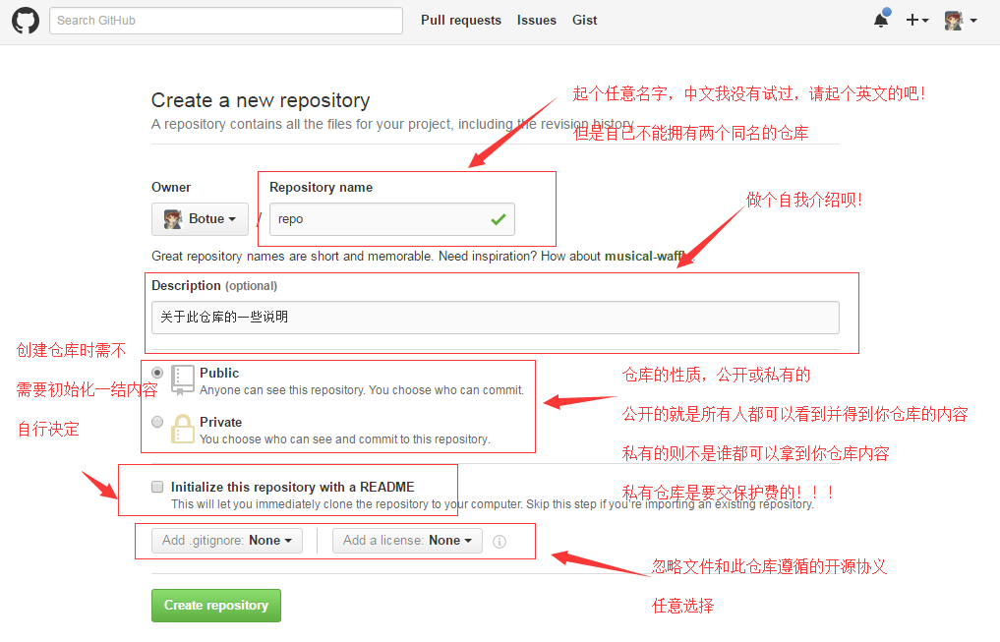 Search GitHub
Pull requests
Issues
Gist
起个任意名字，中文我没有试过，请起个英文的吧！
Create a new repository
A repository contains all the files for your project, including the revision history.
但是自己不能拥有两个同名的仓库
Owner
Repository name
做个自我介绍呗！
Botue
/
repo
Great repository names are short and memorable. Need inspiration? How about musical-waffle.
Description (optional)
关于此仓库的一些说明
创建仓库时需不
需要初始化一结内容
自行决定
Public
Anyone can see this repository. You choose who can commit.
Private
You choose who can see and commit to this repository.
仓库的性质，公开或私有的
公开的就是所有人都可以看到并得到你仓库的内容
私有的则不是谁都可以拿到你仓库内容
私有仓库是要交保护费的！！！
Initialize this repository with a README
This will let you immediately clone the repository to your computer. Skip this step if you're importing an existing repository.
Add .gitignore: None
Add a license: None
忽略文件和此仓库遵循的开源协义
任意选择
Create repository